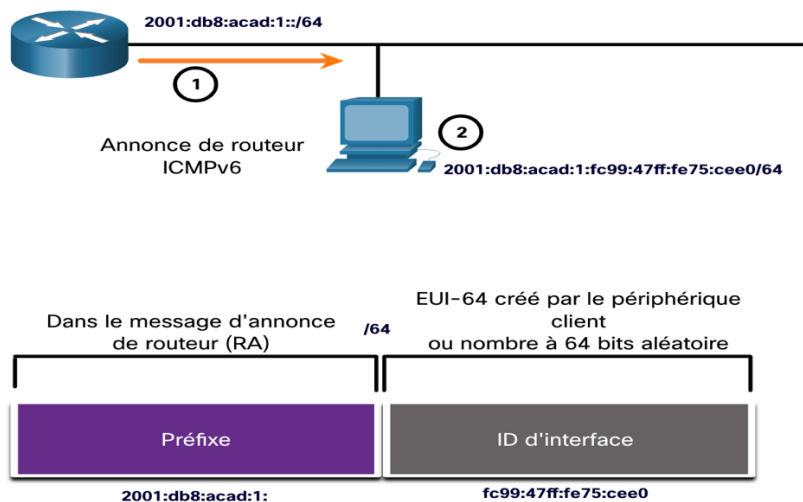 2001:db8:acad:1::/64
1
Annonce de routeur
ICMPv6
2
2001:db8:acad:1:fc99:47ff:fe75:cee0/64
Dans le message d'annonce
de routeur (RA)
/64
EUI-64 créé par le périphérique
client
ou nombre à 64 bits aléatoire
Préfixe
ID d'interface
2001:db8:acad:1:
fc99:47ff:fe75:cee0